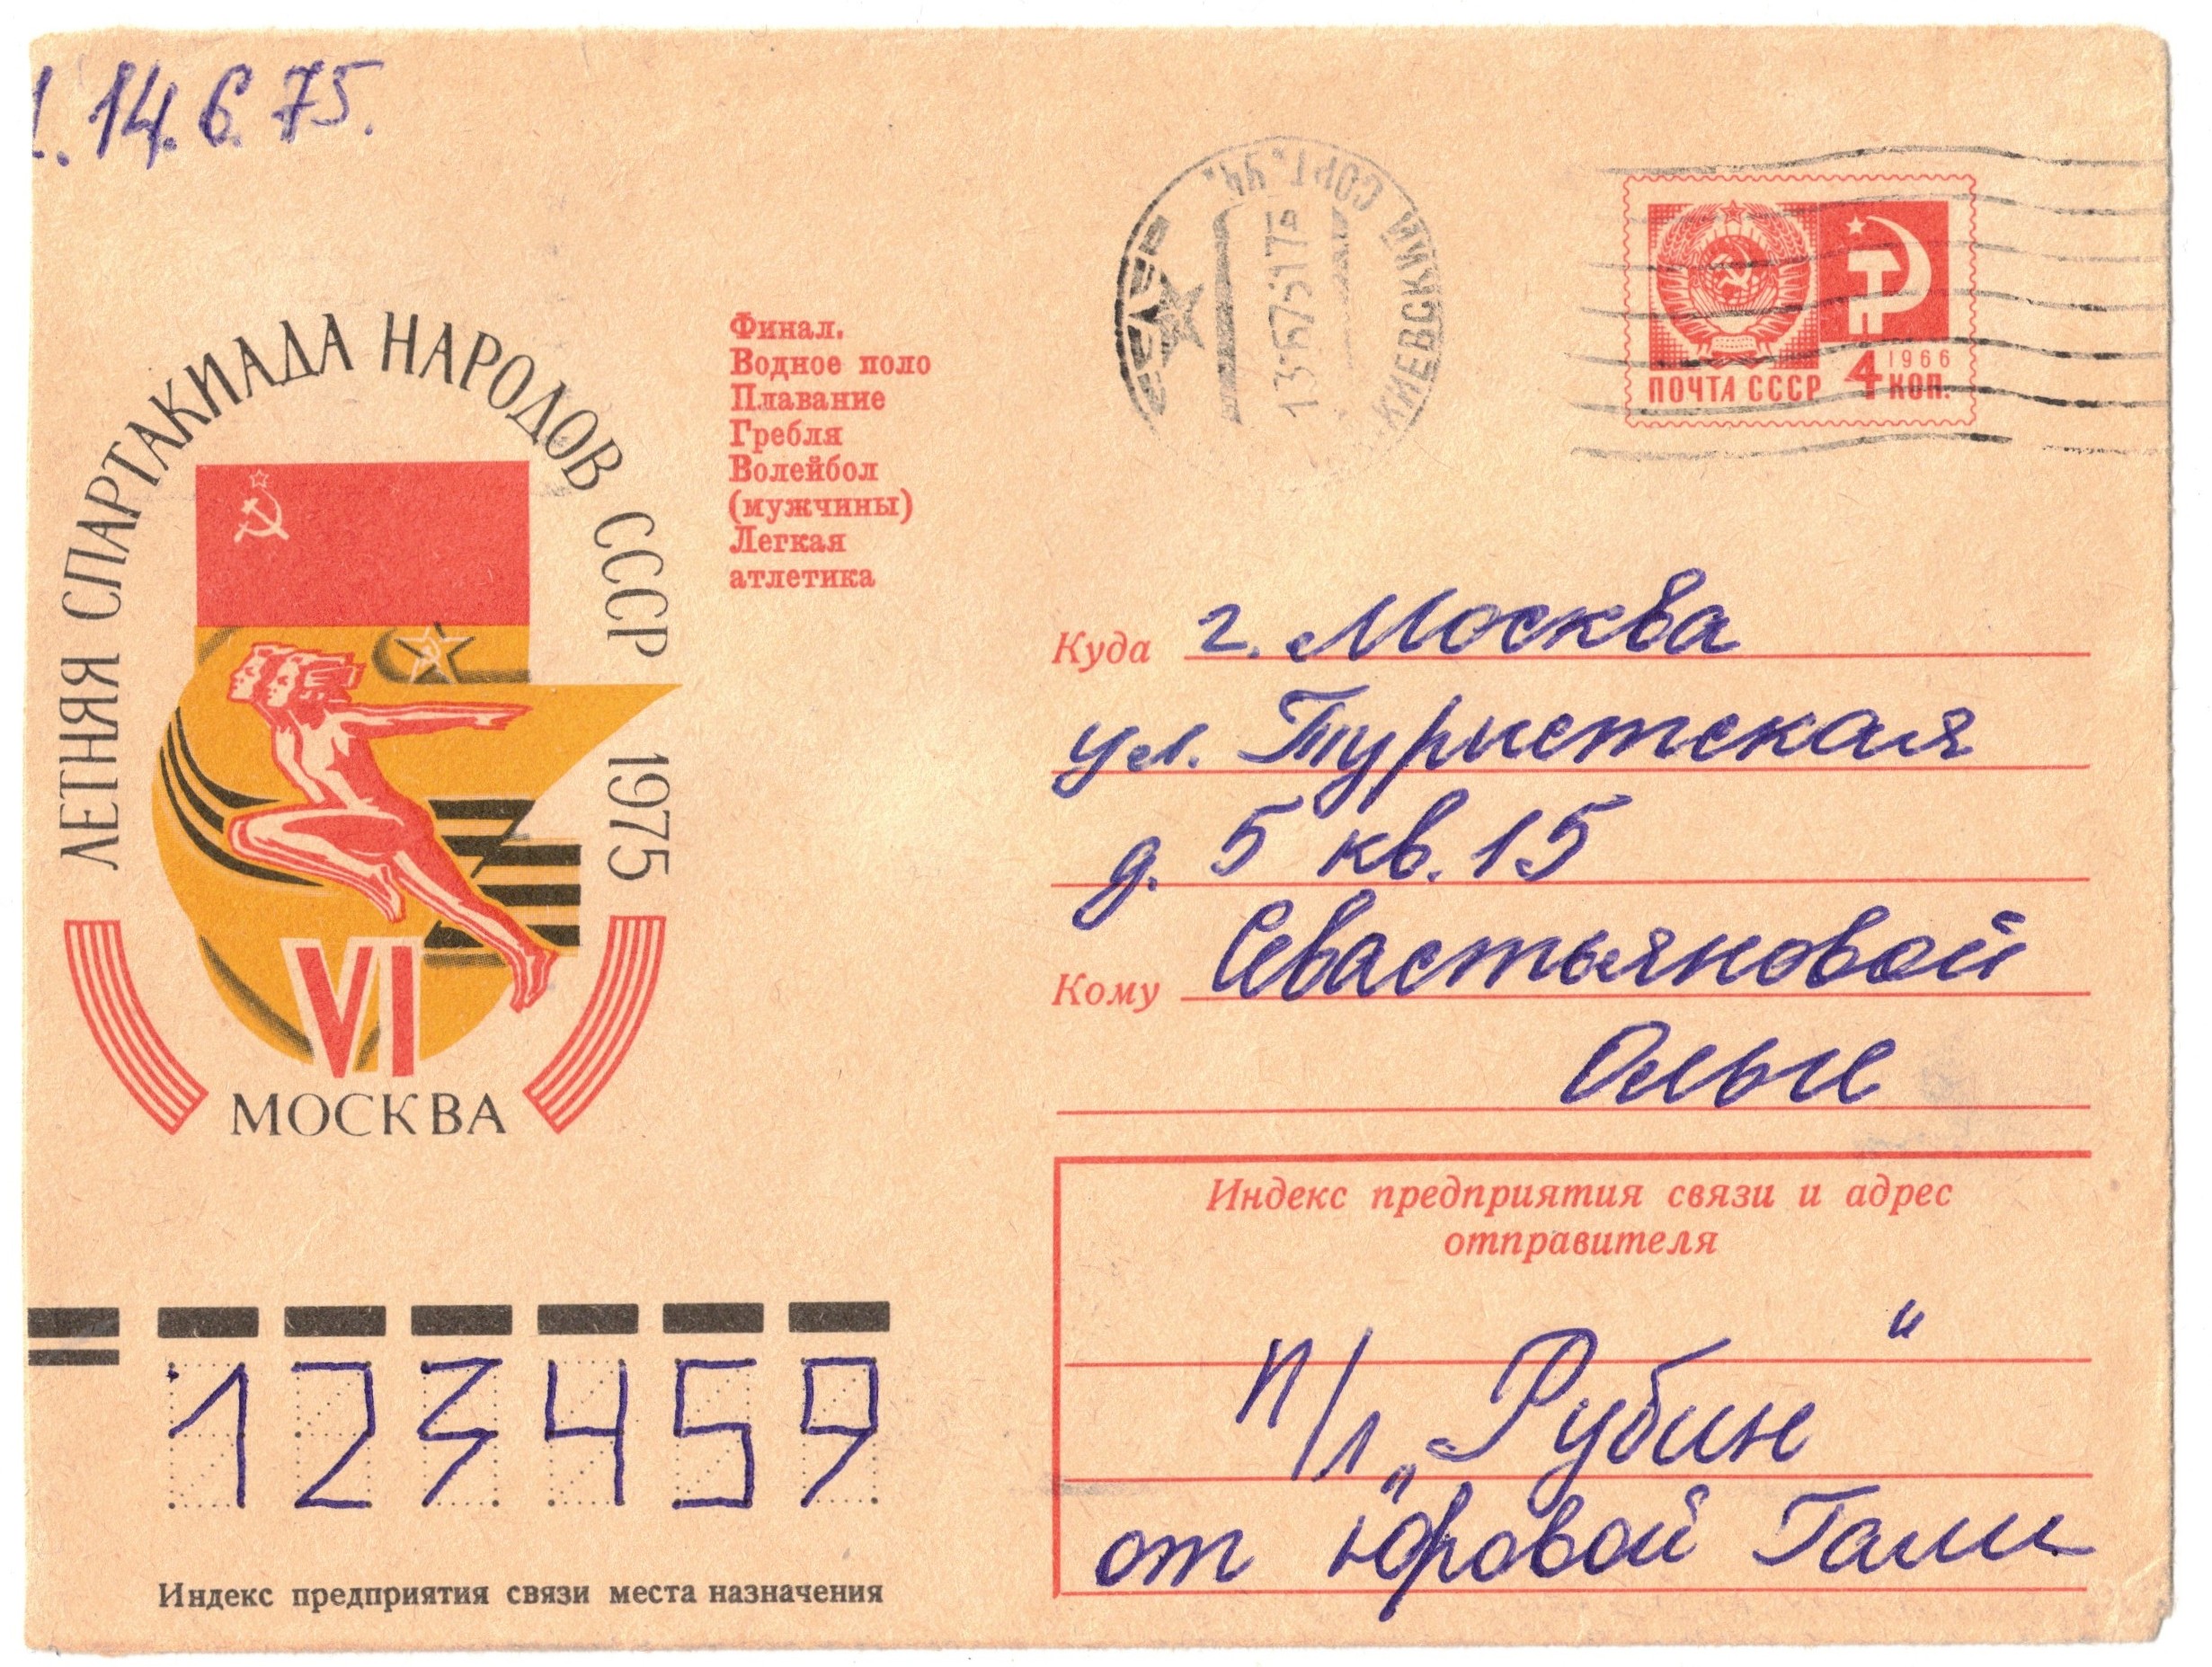 1. 14.6.75.
КИЕВСКИЙ СОРТ. УЧ.
ПОЧТА СССР 4 КОП.
1966
ЛЕТНЯЯ СПАРТАКИАДА НАРОДОВ СССР 1975
VI
МОСКВА
Финал.
Водное поло
Плавание
Гребля
Волейбол
(мужчины)
Легкая
атлетика
Куда г. Москва
ул. Туристская
д. 5 кв. 15
Кому Севастьяновой
Ольге
Индекс предприятия связи и адрес
отправителя
п/л „Рубин“
от Юровой Гали
123459
Индекс предприятия связи места назначения